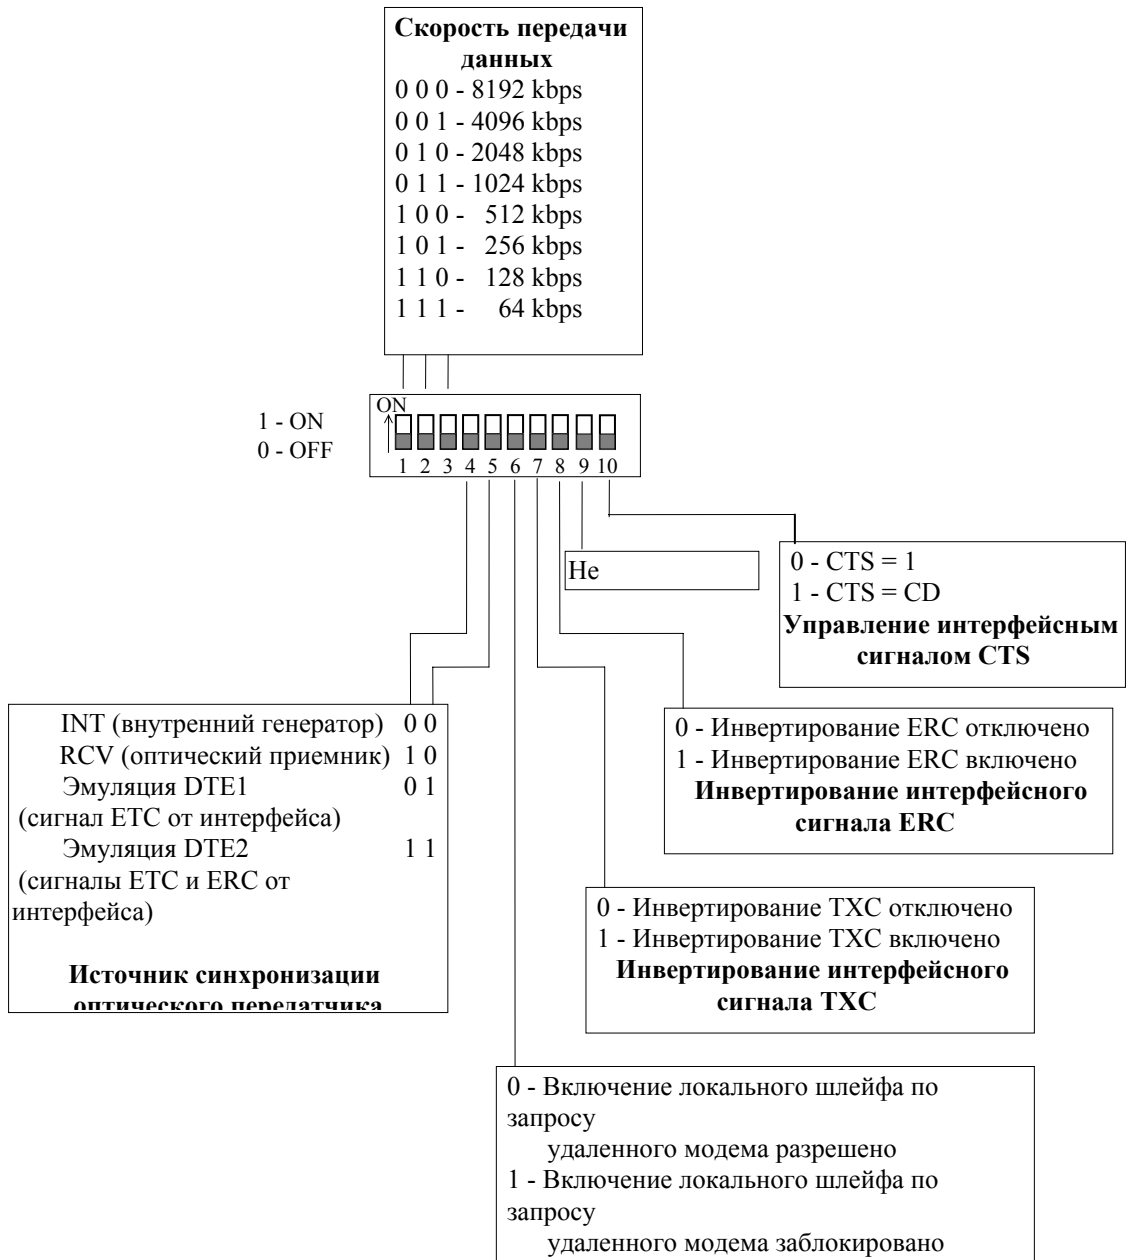 Скорость передачи
данных
0 0 0 - 8192 kbps
0 0 1 - 4096 kbps
0 1 0 - 2048 kbps
0 1 1 - 1024 kbps
1 0 0 - 512 kbps
1 0 1 - 256 kbps
1 1 0 - 128 kbps
1 1 1 - 64 kbps
1 - ON
0 - OFF
ON
1 2 3 4 5 6 7 8 9 10
Не
0 - CTS = 1
1 - CTS = CD
Управление интерфейсным
сигналом CTS
INT (внутренний генератор) 0 0
RCV (оптический приемник) 1 0
Эмуляция DTE1 0 1
(сигнал ETC от интерфейса)
Эмуляция DTE2 1 1
(сигналы ETC и ERC от
интерфейса)
Источник синхронизации
оптического передатчика
0 - Инвертирование ERC отключено
1 - Инвертирование ERC включено
Инвертирование интерфейсного
сигнала ERC
0 - Инвертирование TXC отключено
1 - Инвертирование TXC включено
Инвертирование интерфейсного
сигнала TXC
0 - Включение локального шлейфа по
запросу
удаленного модема разрешено
1 - Включение локального шлейфа по
запросу
удаленного модема заблокировано